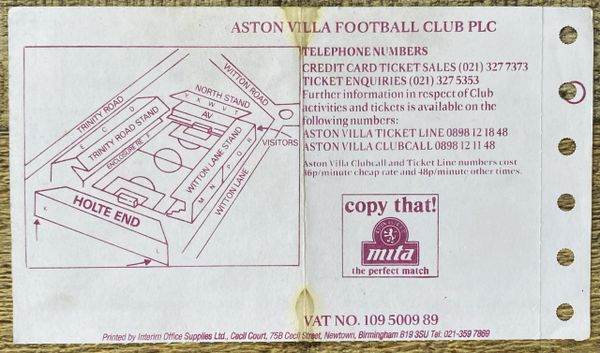 ASTON VILLA FOOTBALL CLUB PLC
TELEPHONE NUMBERS
CREDIT CARD TICKET SALES (021) 327 7373
TICKET ENQUIRIES (021) 327 5353
Further information in respect of Club
activities and tickets is available on the
following numbers:
ASTON VILLA TICKET LINE 0898 12 18 48
ASTON VILLA CLUBCALL 0898 12 11 48
Aston Villa Clubcall and Ticket Line numbers cost
36p/minute cheap rate and 48p/minute other times.
TRINITY ROAD
E C D
TRINITY ROAD STAND
ENCLOSURE RE F
NORTH STAND
Y X W V T
AV
WITTON ROAD
VISITORS
WITTON LANE STAND
M N P Q R
WITTON LANE
HOLTE END
K
L
copy that!
ASTON VILLA F.C.
mita
the perfect match
VAT NO. 109 5009 89
Printed by Interim Office Supplies Ltd., Cecil Court, 75B Cecil Street, Newtown, Birmingham B19 3SU Tel: 021-359 7869